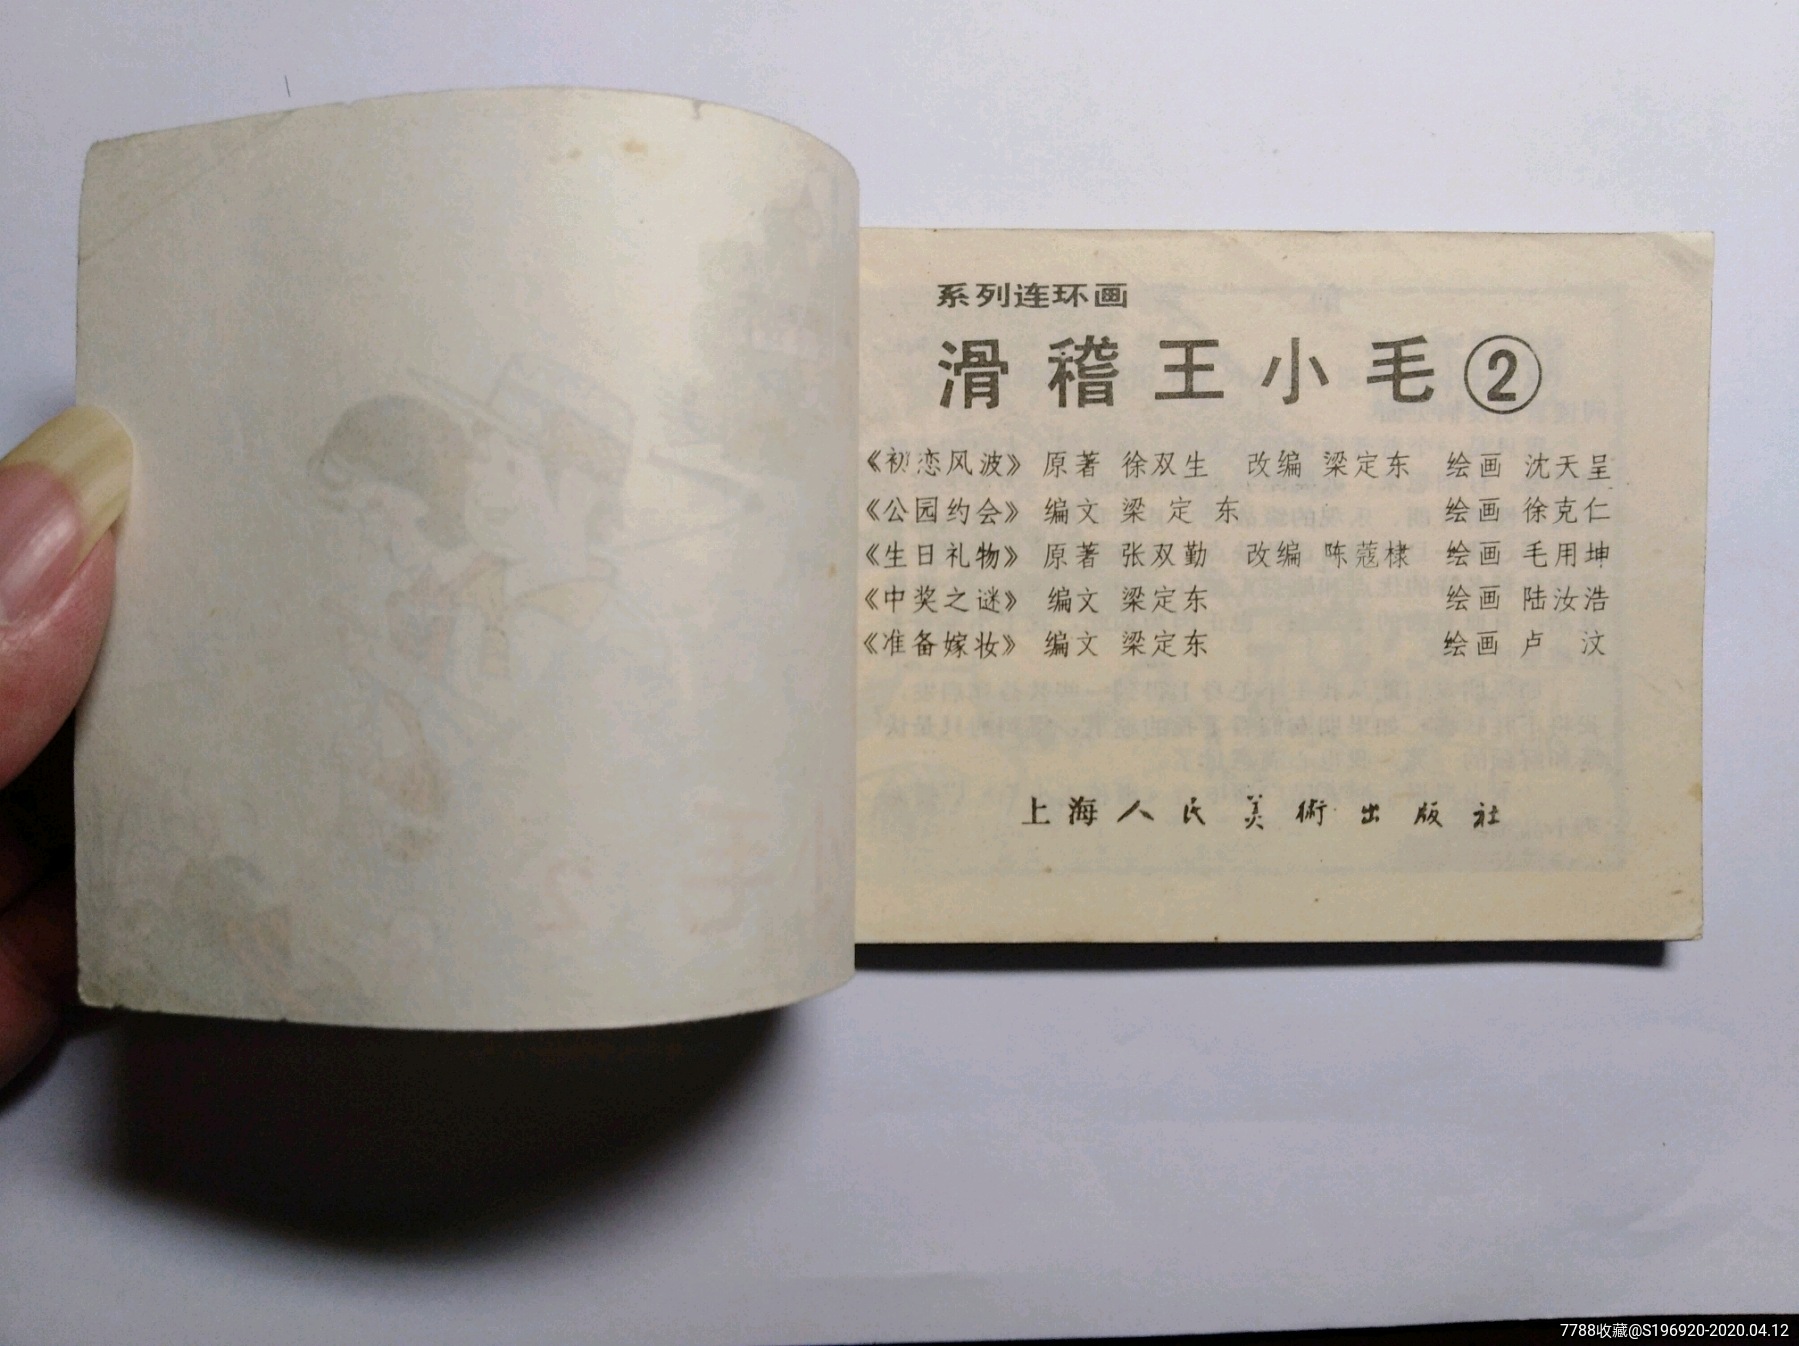 系列连环画
滑稽王小毛②
《初恋风波》 原著 徐双生 改编 梁定东 绘画 沈天呈
《公园约会》 编文 梁定东 绘画 徐克仁
《生日礼物》 原著 张双勤 改编 陈蔻棣 绘画 毛用坤
《中奖之谜》 编文 梁定东 绘画 陆汝浩
《准备嫁妆》 编文 梁定东 绘画 卢汶
上海人民美術出版社
7788收藏@S196920-2020.04.12